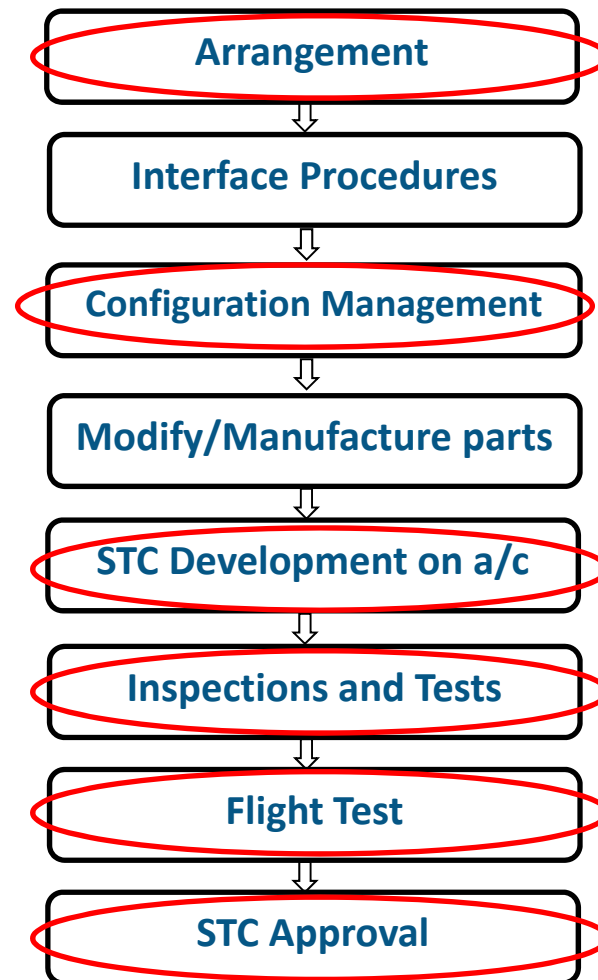 Arrangement
Interface Procedures
Configuration Management
Modify/Manufacture parts
STC Development on a/c
Inspections and Tests
Flight Test
STC Approval